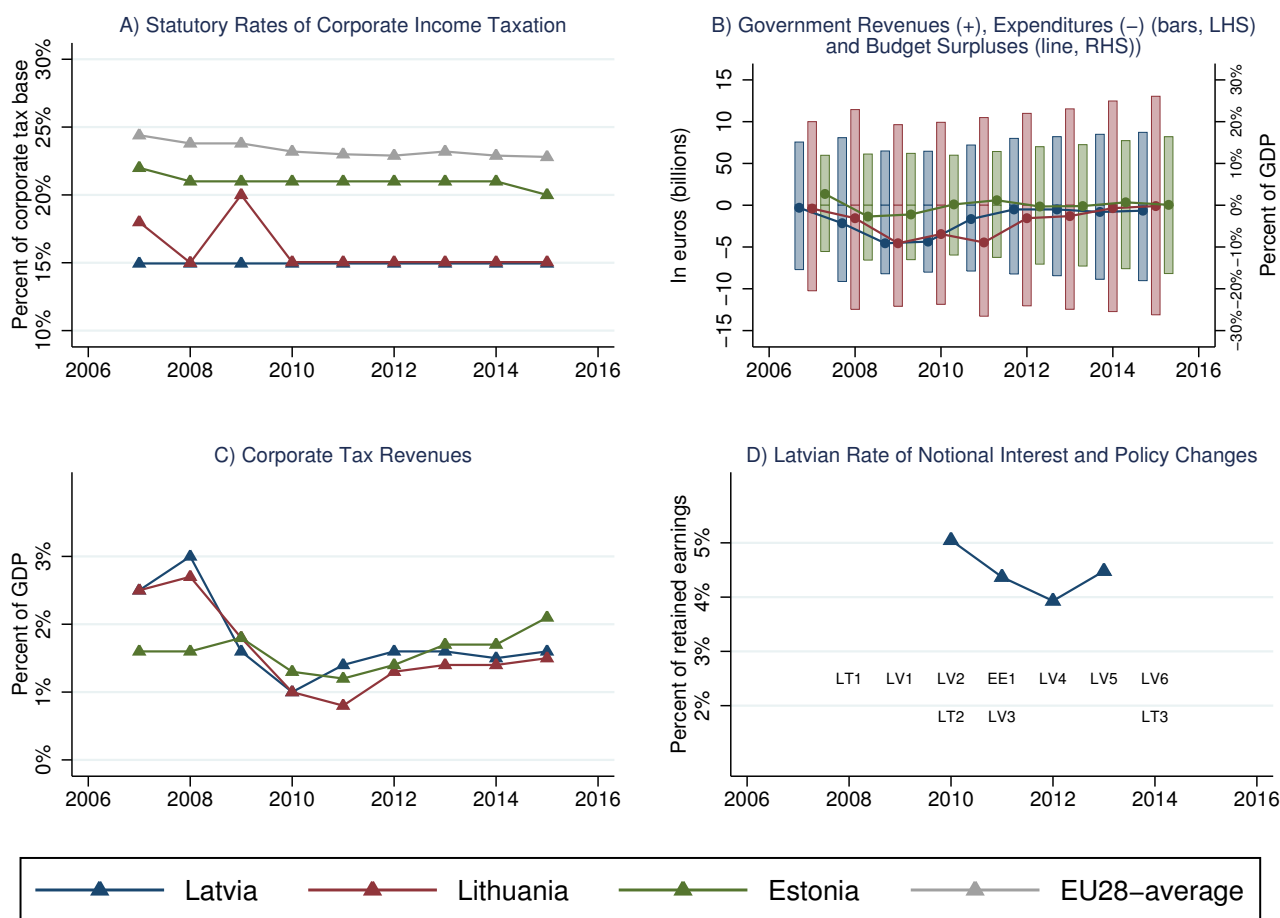 A) Statutory Rates of Corporate Income Taxation
Percent of corporate tax base
30%
25%
20%
15%
10%
2006 2008 2010 2012 2014 2016
B) Government Revenues (+), Expenditures (−) (bars, LHS)
and Budget Surpluses (line, RHS))
In euros (billions)
15
10
50
0
−5
−10
−15
30%
20%
10%
0%
−10%
−20%
−30%
Percent of GDP
2006 2008 2010 2012 2014 2016
C) Corporate Tax Revenues
Percent of GDP
3%
2%
1%
0%
2006 2008 2010 2012 2014 2016
D) Latvian Rate of Notional Interest and Policy Changes
Percent of retained earnings
5%
4%
3%
2%
LT1 LV1 LV2 EE1 LV4 LV5 LV6
LT2 LV3 LT3
2006 2008 2010 2012 2014 2016
Latvia Lithuania Estonia EU28−average